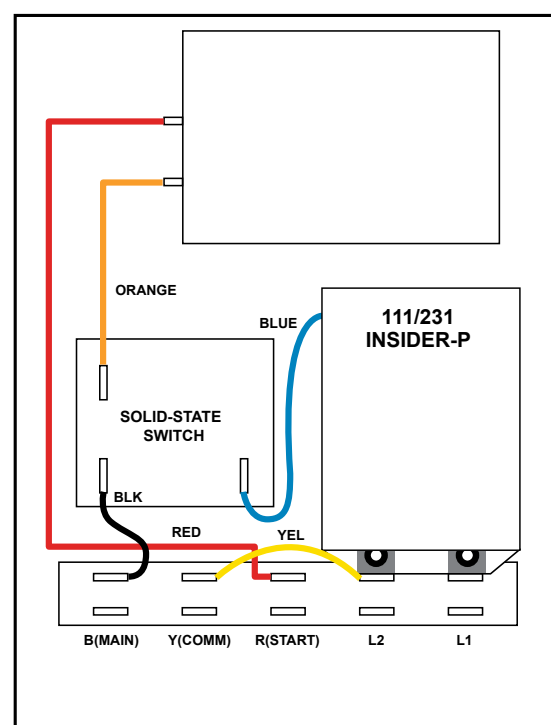 ORANGE
BLUE
111/231
INSIDER-P
SOLID-STATE
SWITCH
BLK
RED
YEL
B(MAIN)
Y(COMM)
R(START)
L2
L1